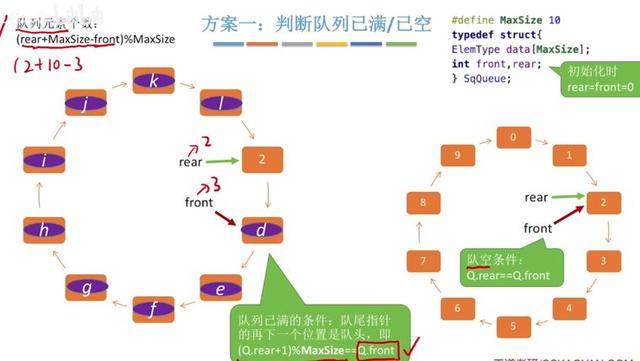 队列元素个数:
(rear+MaxSize-front)%MaxSize
(2+10-3
方案一：判断队列已满/已空
#define MaxSize 10
typedef struct{
ElemType data[MaxSize];
int front,rear;
} SqQueue;
初始化时
rear=front=0
k
j
l
i
2
rear
2
front
3
h
d
g
e
f
0
9
1
8
2
rear
front
7
3
6
4
5
队空条件：
Q.rear==Q.front
队列已满的条件：队尾指针
的再下一个位置是队头，即
(Q.rear+1)%MaxSize==Q.front